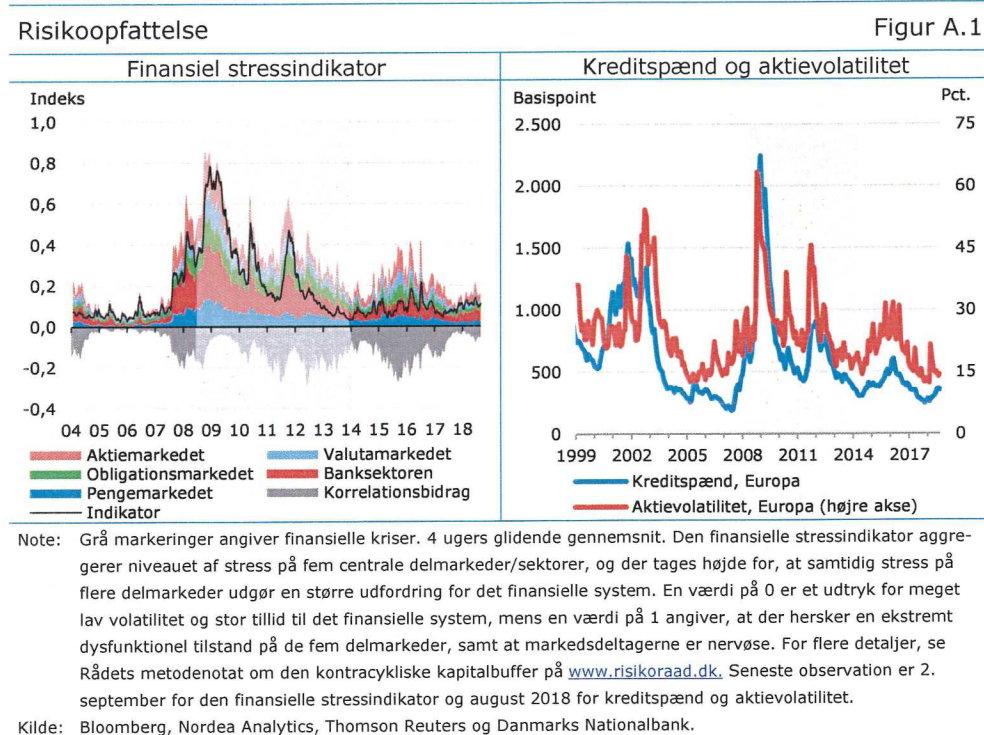 Risikoopfattelse
Figur A.1
Finansiel stressindikator
Indeks
1,0
0,8
0,6
0,4
0,2
0,0
-0,2
-0,4
04 05 06 07 08 09 10 11 12 13 14 15 16 17 18
Aktiemarkedet
Valutamarkedet
Obligationsmarkedet
Banksektoren
Pengemarkedet
Korrelationsbidrag
Indikator
Kreditspænd og aktievolatilitet
Basispoint
Pct.
2.500
2.000
1.500
1.000
500
0
75
60
45
30
15
0
1999 2002 2005 2008 2011 2014 2017
Kreditspænd, Europa
Aktievolatilitet, Europa (højre akse)
Note: Grå markeringer angiver finansielle kriser. 4 ugers glidende gennemsnit. Den finansielle stressindikator aggre-
gerer niveauet af stress på fem centrale delmarkeder/sektorer, og der tages højde for, at samtidig stress på
flere delmarkeder udgør en større udfordring for det finansielle system. En værdi på 0 er et udtryk for meget
lav volatilitet og stor tillid til det finansielle system, mens en værdi på 1 angiver, at der hersker en ekstremt
dysfunktionel tilstand på de fem delmarkeder, samt at markedsdeltagerne er nervøse. For flere detaljer, se
Rådets metodenotat om den kontracykliske kapitalbuffer på www.risikoraad.dk. Seneste observation er 2.
september for den finansielle stressindikator og august 2018 for kreditspænd og aktievolatilitet.
Kilde: Bloomberg, Nordea Analytics, Thomson Reuters og Danmarks Nationalbank.